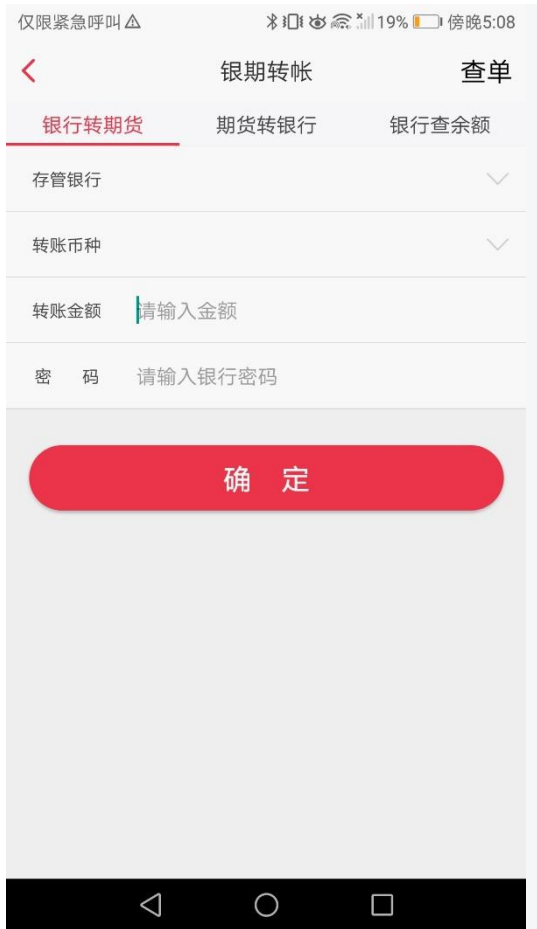 仅限紧急呼叫 19% 傍晚5:08
银期转帐 查单
银行转期货 期货转银行 银行查余额
存管银行
转账币种
转账金额 请输入金额
密 码 请输入银行密码
确 定